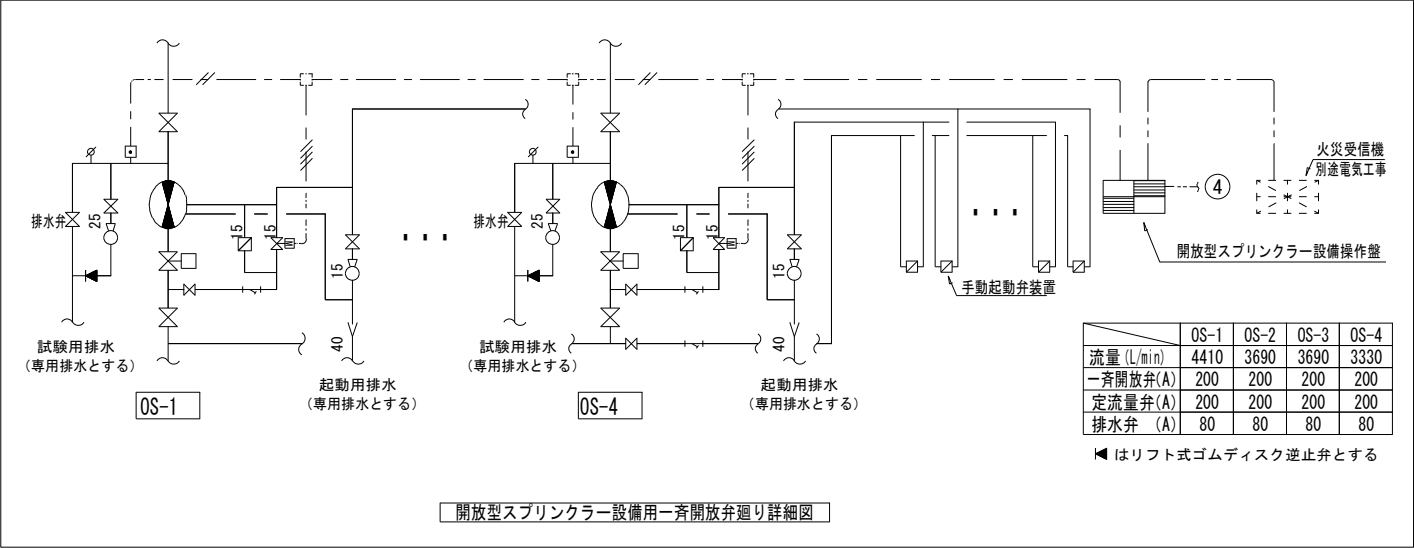 排水弁
25
15
15
15
試験用排水
(専用排水とする)
40
起動用排水
(専用排水とする)
OS-1
排水弁
25
15
15
15
試験用排水
(専用排水とする)
40
起動用排水
(専用排水とする)
OS-4
手動起動弁装置
火災受信機
別途電気工事
4
開放型スプリンクラー設備操作盤
OS-1 OS-2 OS-3 OS-4
流量(L/min) 4410 3690 3690 3330
一斉開放弁(A) 200 200 200 200
定流量弁(A) 200 200 200 200
排水弁 (A) 80 80 80 80
はリフト式ゴムディスク逆止弁とする
開放型スプリンクラー設備用一斉開放弁廻り詳細図